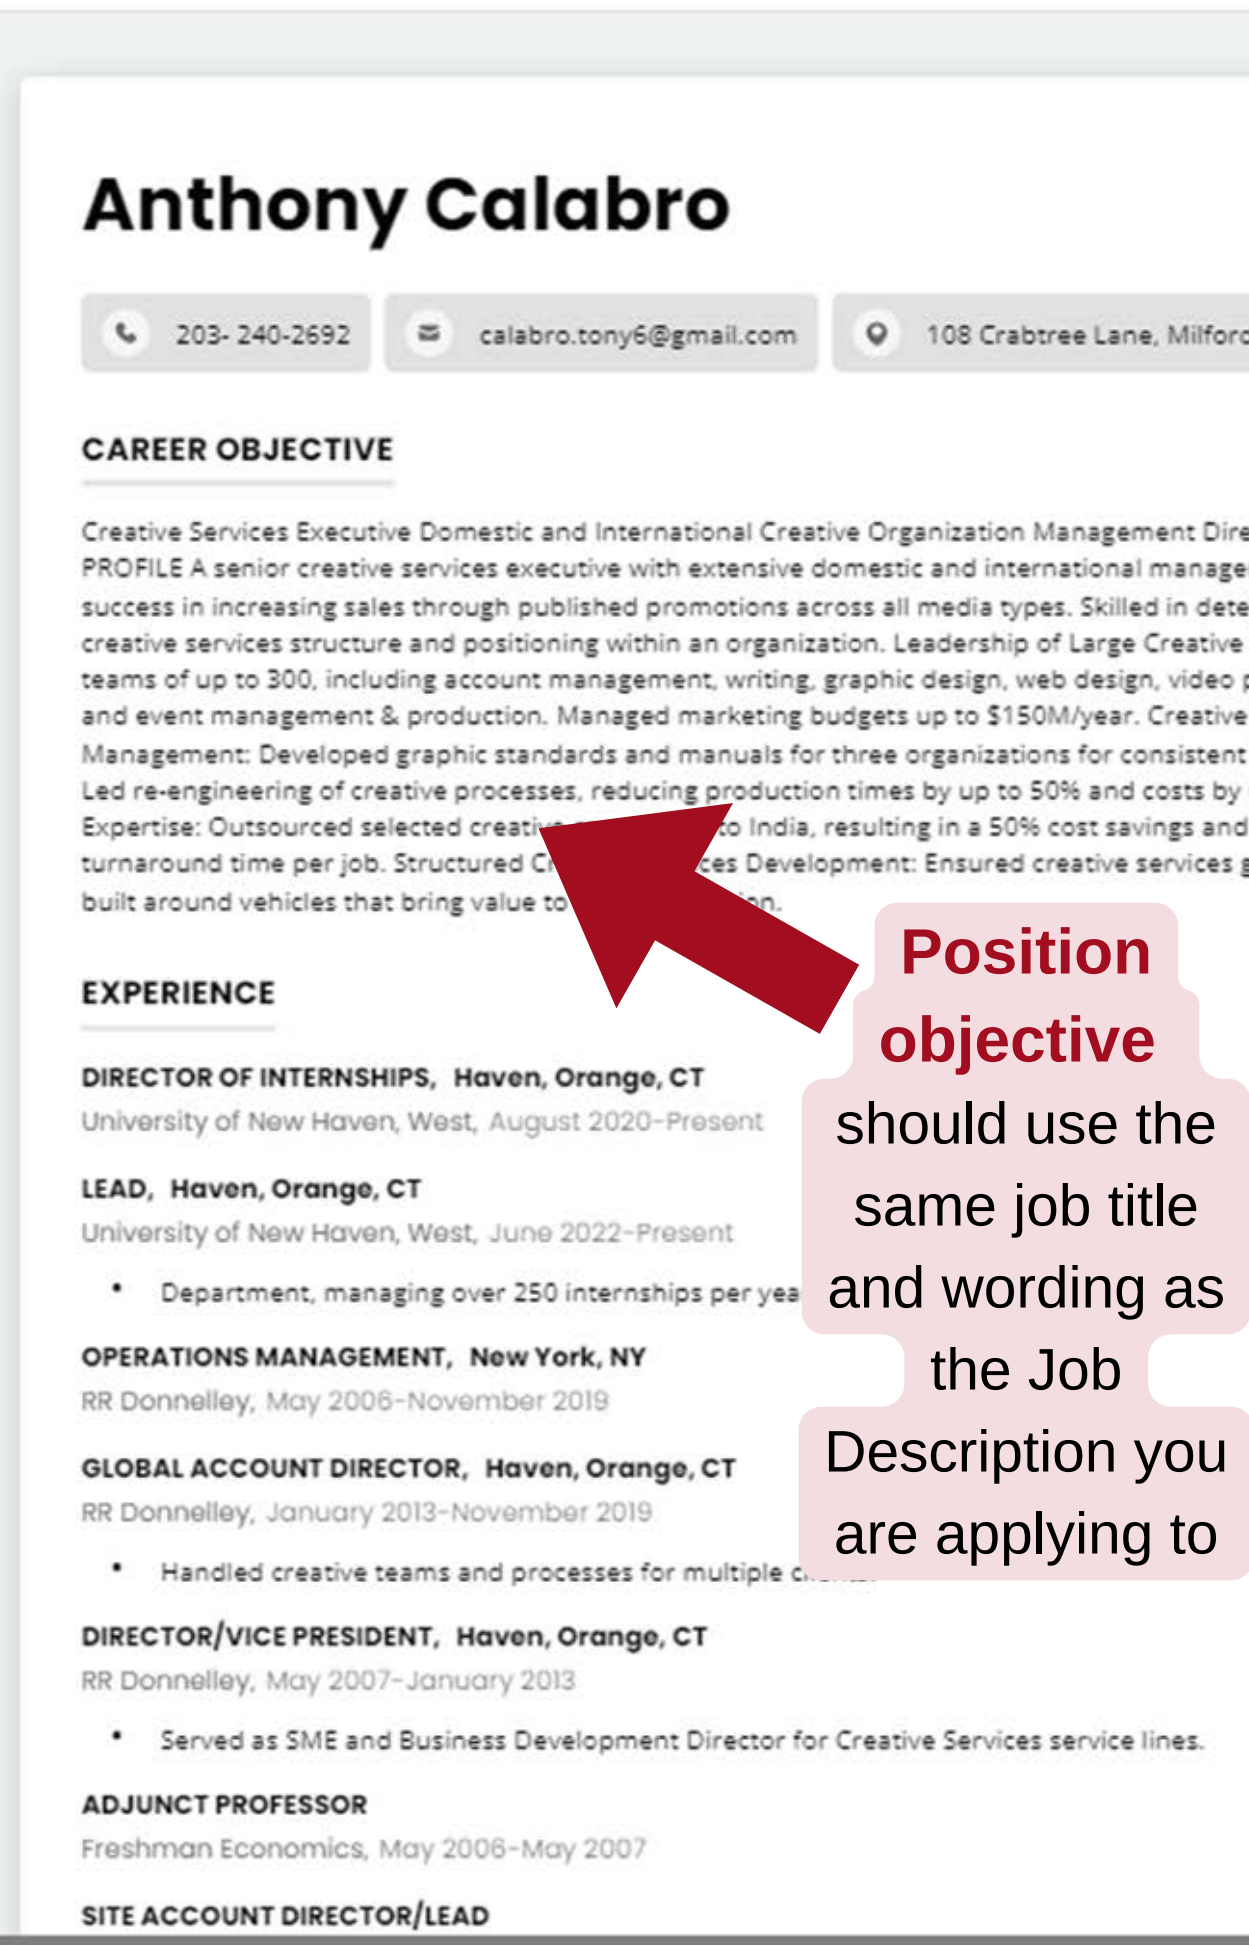 Anthony Calabro
203- 240-2692
calabro.tony6@gmail.com
108 Crabtree Lane, Milford
CAREER OBJECTIVE
Creative Services Executive Domestic and International Creative Organization Management
PROFILE A senior creative services executive with extensive domestic and international
success in increasing sales through published promotions across all media types. Skilled in
creative services structure and positioning within an organization. Leadership of Large Creative
teams of up to 300, including account management, writing, graphic design, web design, video
and event management & production. Managed marketing budgets up to $150M/year. Creative
Management: Developed graphic standards and manuals for three organizations for consistent
Led re-engineering of creative processes, reducing production times by up to 50% and costs by
Expertise: Outsourced selected to India, resulting in a 50% cost savings and
turnaround time per job. Structured Development: Ensured creative services
built around vehicles that bring value to
EXPERIENCE
DIRECTOR OF INTERNSHIPS, Haven, Orange, CT
University of New Haven, West, August 2020-Present
LEAD, Haven, Orange, CT
University of New Haven, West, June 2022-Present
• Department, managing over 250 internships per
OPERATIONS MANAGEMENT, New York, NY
RR Donnelley, May 2006-November 2019
GLOBAL ACCOUNT DIRECTOR, Haven, Orange, CT
RR Donnelley, January 2013-November 2019
• Handled creative teams and processes for multiple
DIRECTOR/VICE PRESIDENT, Haven, Orange, CT
RR Donnelley, May 2007-January 2013
• Served as SME and Business Development Director for Creative Services service lines.
ADJUNCT PROFESSOR
Freshman Economics, May 2006-May 2007
SITE ACCOUNT DIRECTOR/LEAD
Position
objective
should use the
same job title
and wording as
the Job
Description you
are applying to